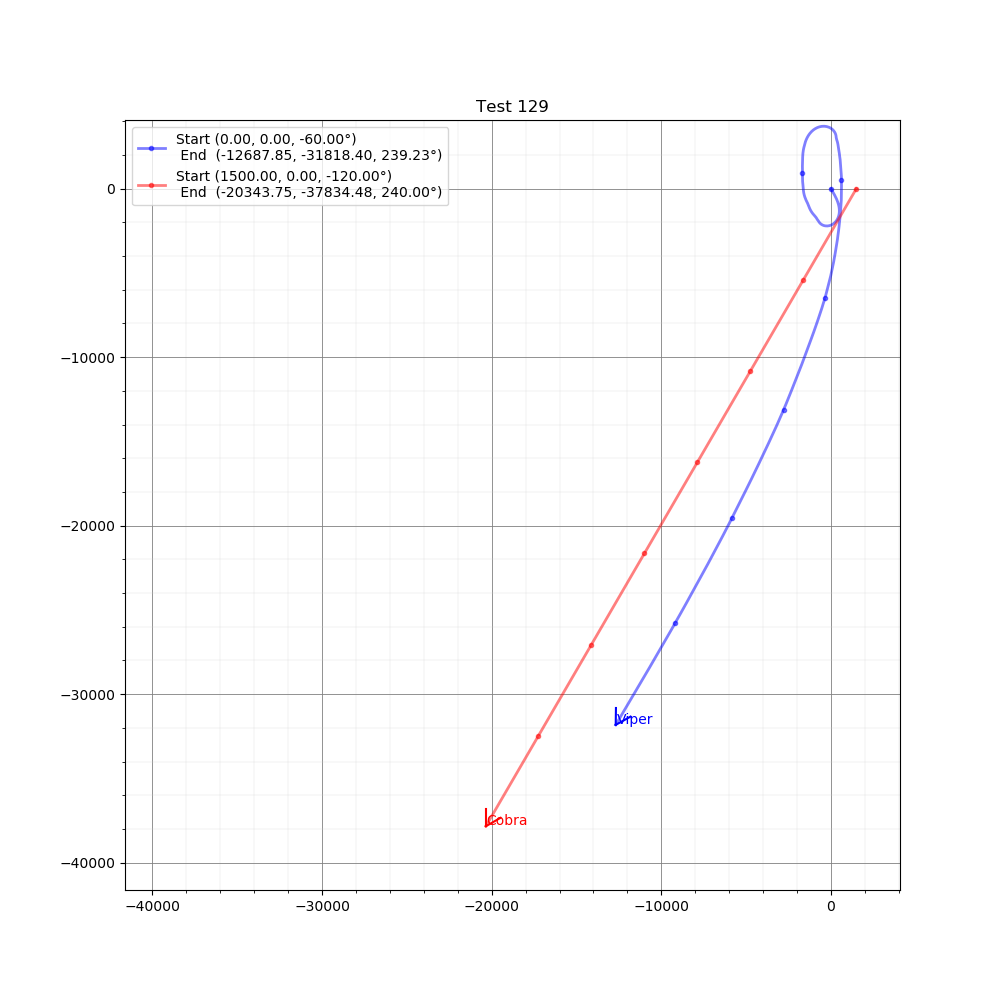 Test 129
Start (0.00, 0.00, -60.00°)
End  (-12687.85, -31818.40, 239.23°)
Start (1500.00, 0.00, -120.00°)
End  (-20343.75, -37834.48, 240.00°)
0
−10000
−20000
−30000
−40000
Viper
Cobra
−40000
−30000
−20000
−10000
0